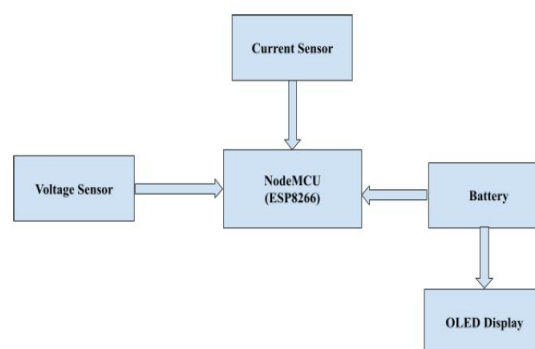 Current Sensor
Voltage Sensor
NodeMCU
(ESP8266)
Battery
OLED Display